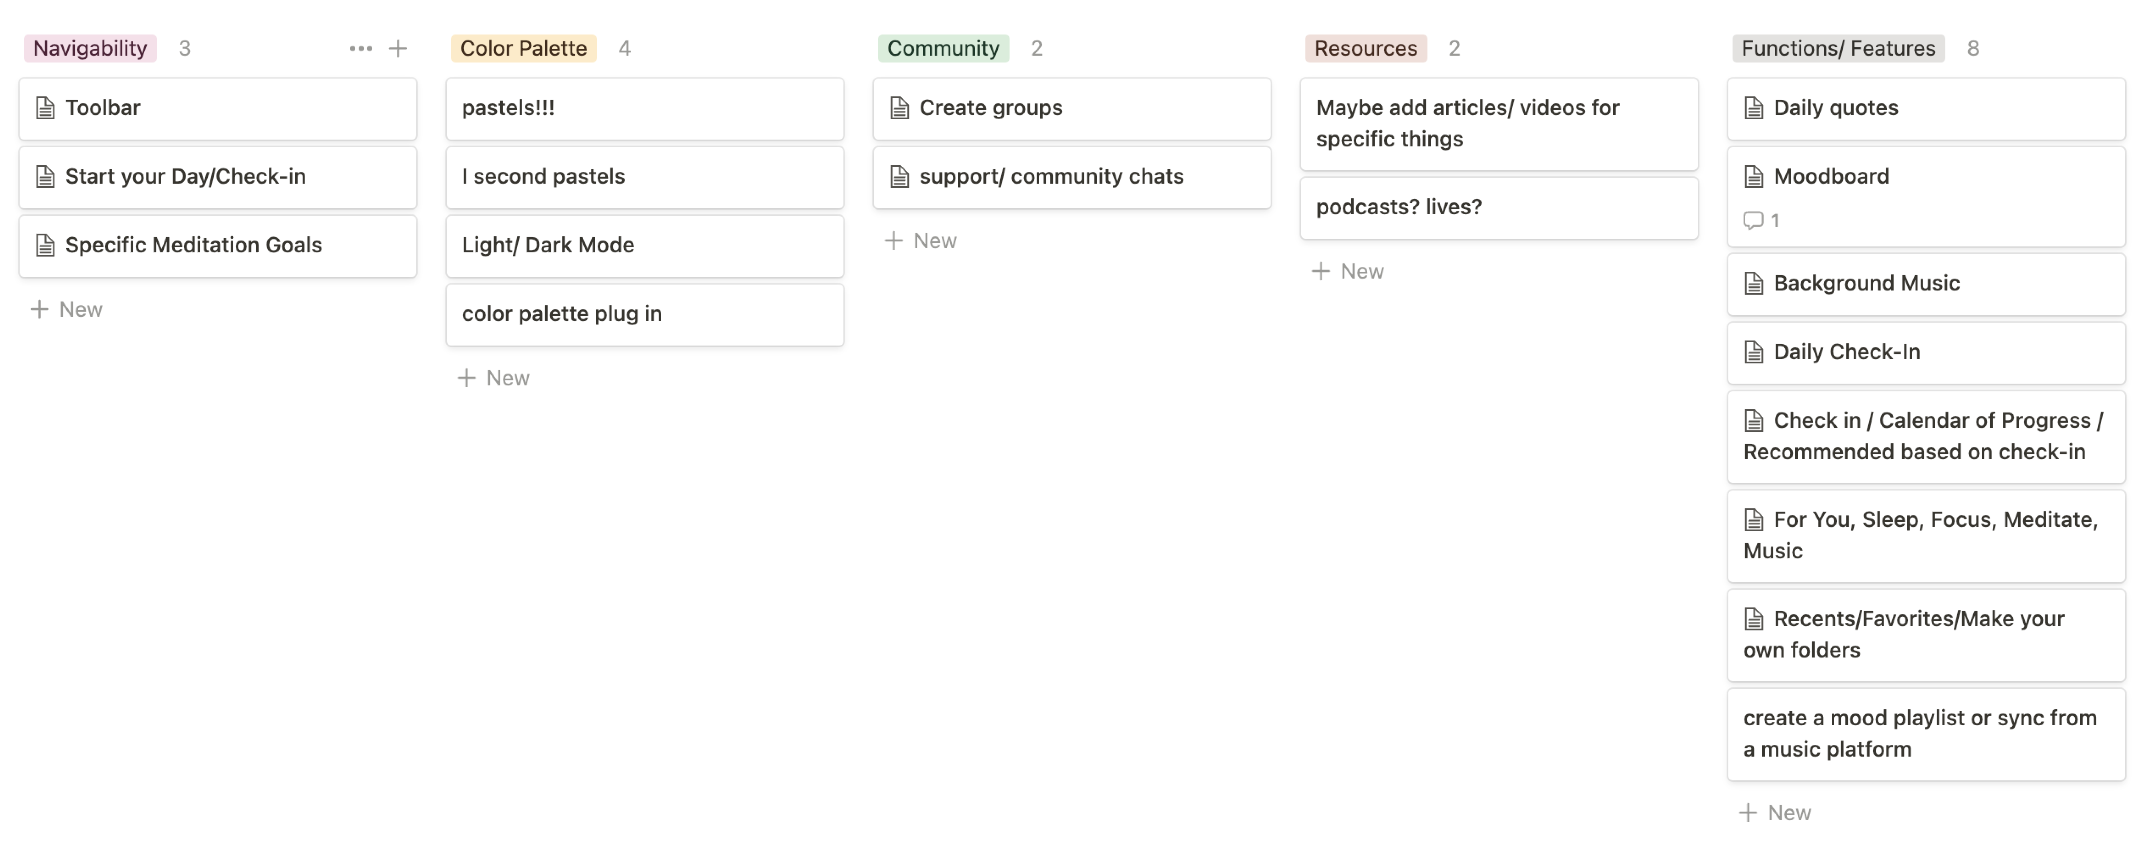 Navigability 3
Toolbar
Start your Day/Check-in
Specific Meditation Goals
New
Color Palette 4
pastels!!!
I second pastels
Light/ Dark Mode
color palette plug in
New
Community 2
Create groups
support/ community chats
New
Resources 2
Maybe add articles/ videos for
specific things
podcasts? lives?
New
Functions/ Features 8
Daily quotes
Moodboard
1
Background Music
Daily Check-In
Check in / Calendar of Progress /
Recommended based on check-in
For You, Sleep, Focus, Meditate,
Music
Recents/Favorites/Make your
own folders
create a mood playlist or sync from
a music platform
New